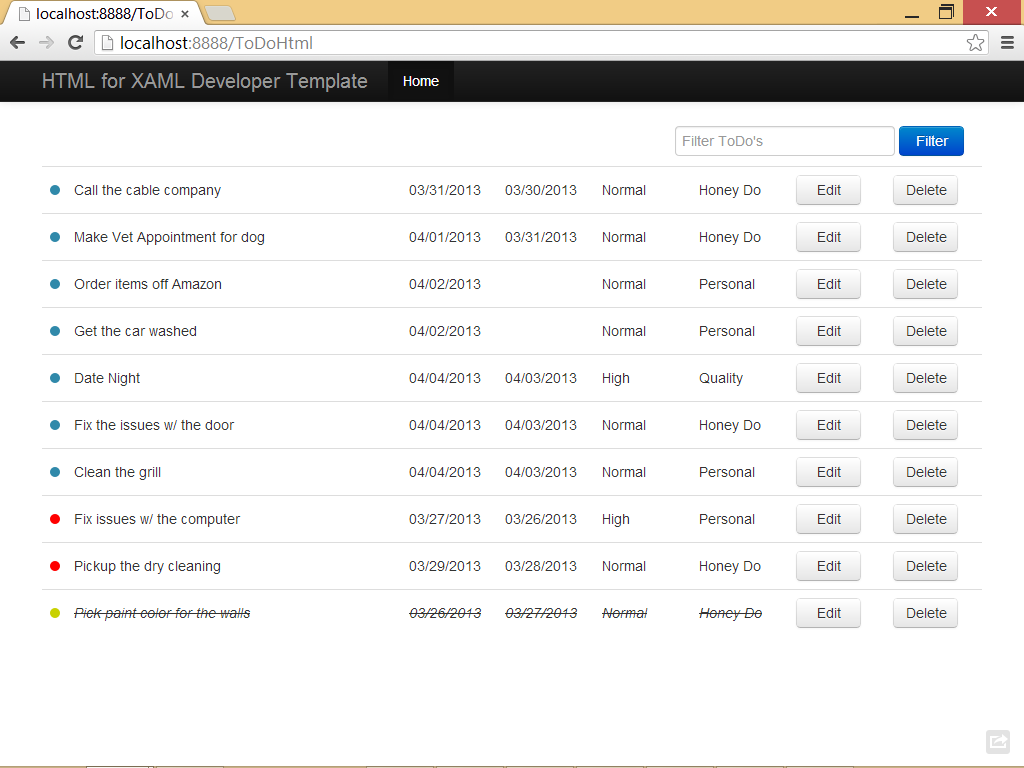 localhost:8888/ToDo
localhost:8888/ToDoHtml
HTML for XAML Developer Template Home
Filter ToDo's Filter
Call the cable company 03/31/2013 03/30/2013 Normal Honey Do Edit Delete
Make Vet Appointment for dog 04/01/2013 03/31/2013 Normal Honey Do Edit Delete
Order items off Amazon 04/02/2013 Normal Personal Edit Delete
Get the car washed 04/02/2013 Normal Personal Edit Delete
Date Night 04/04/2013 04/03/2013 High Quality Edit Delete
Fix the issues w/ the door 04/04/2013 04/03/2013 Normal Honey Do Edit Delete
Clean the grill 04/04/2013 04/03/2013 Normal Personal Edit Delete
Fix issues w/ the computer 03/27/2013 03/26/2013 High Personal Edit Delete
Pickup the dry cleaning 03/29/2013 03/28/2013 Normal Honey Do Edit Delete
Pick paint color for the walls 03/26/2013 03/27/2013 Normal Honey Do Edit Delete